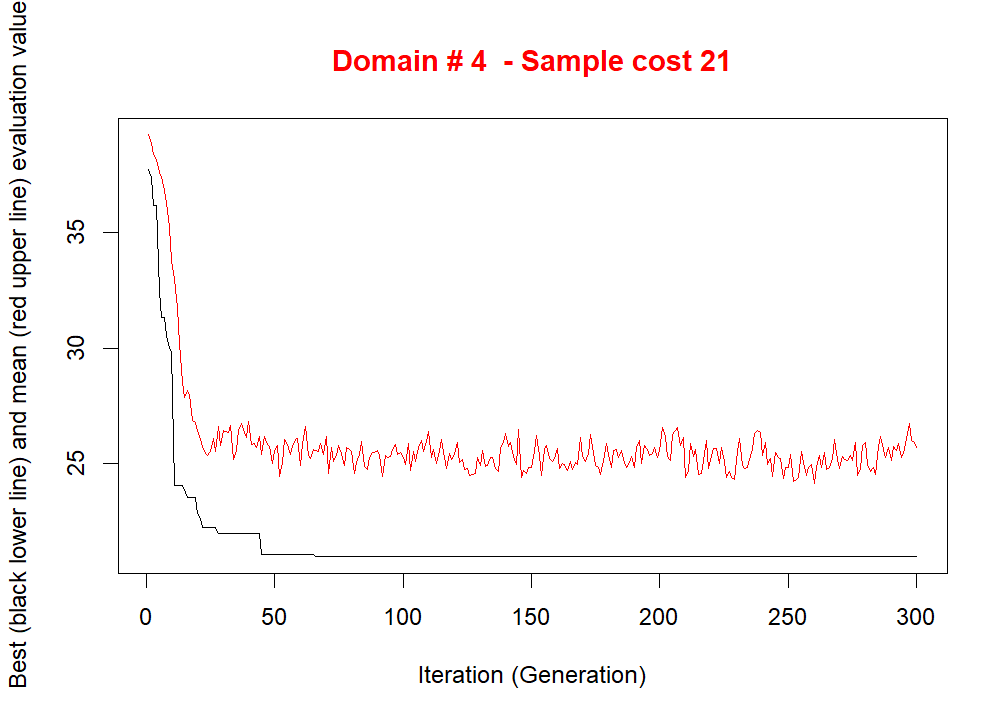 Domain # 4  - Sample cost 21
Best (black lower line) and mean (red upper line) evaluation value
35
30
25
0 50 100 150 200 250 300
Iteration (Generation)